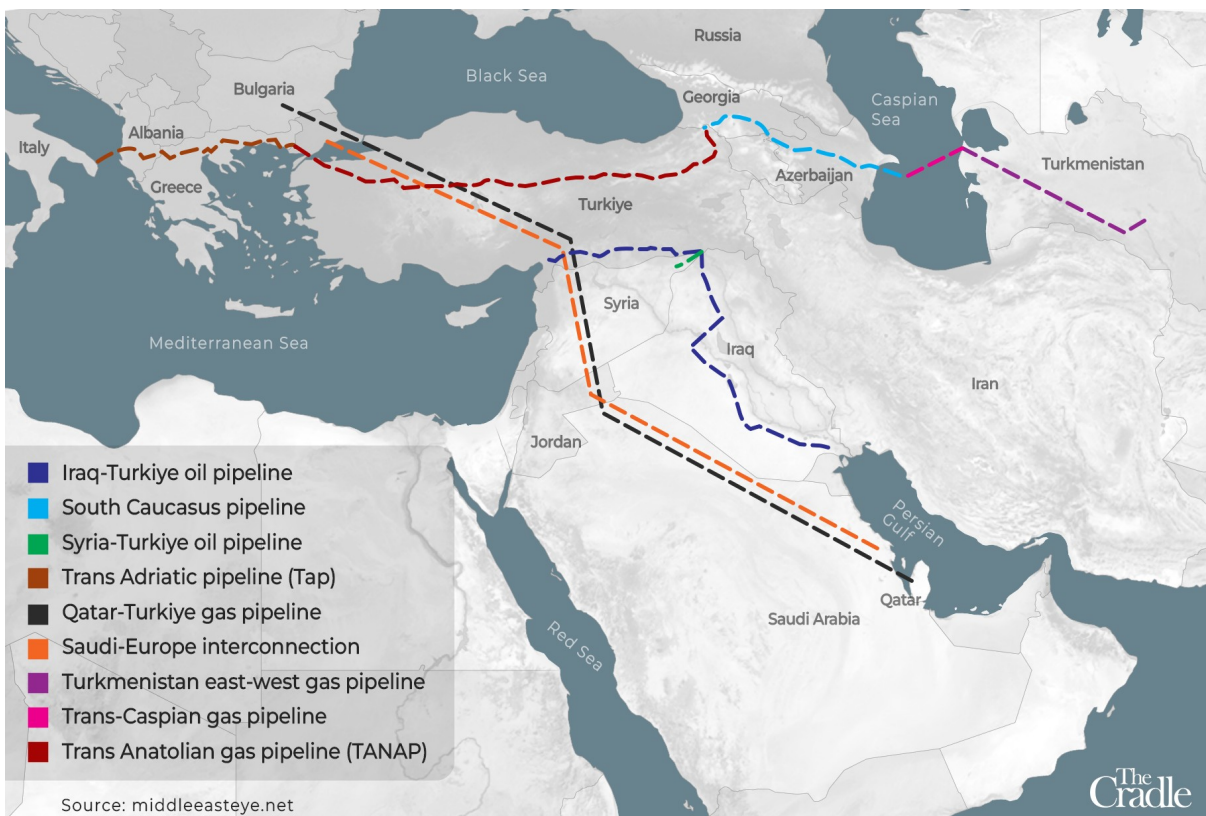 Russia
Black Sea
Bulgaria
Georgia
Caspian
Sea
Albania
Italy
Turkmenistan
Azerbaijan
Greece
Turkiye
Syria
Mediterranean Sea
Iraq
Iran
Jordan
Persian
Gulf
Qatar
Saudi Arabia
Red Sea
Iraq-Turkiye oil pipeline
South Caucasus pipeline
Syria-Turkiye oil pipeline
Trans Adriatic pipeline (Tap)
Qatar-Turkiye gas pipeline
Saudi-Europe interconnection
Turkmenistan east-west gas pipeline
Trans-Caspian gas pipeline
Trans Anatolian gas pipeline (TANAP)
Source: middleeasteye.net
The
Cradle